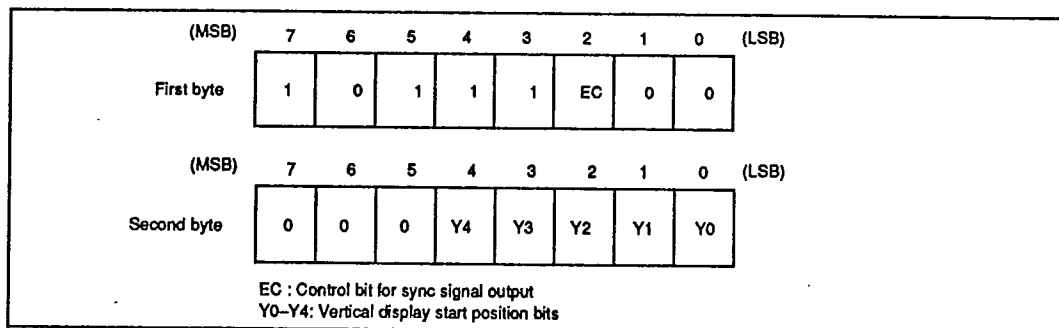 (MSB) 7 6 5 4 3 2 1 0 (LSB)
First byte 1 0 1 1 1 EC 0 0
(MSB) 7 6 5 4 3 2 1 0 (LSB)
Second byte 0 0 0 Y4 Y3 Y2 Y1 Y0
EC : Control bit for sync signal output
Y0–Y4: Vertical display start position bits